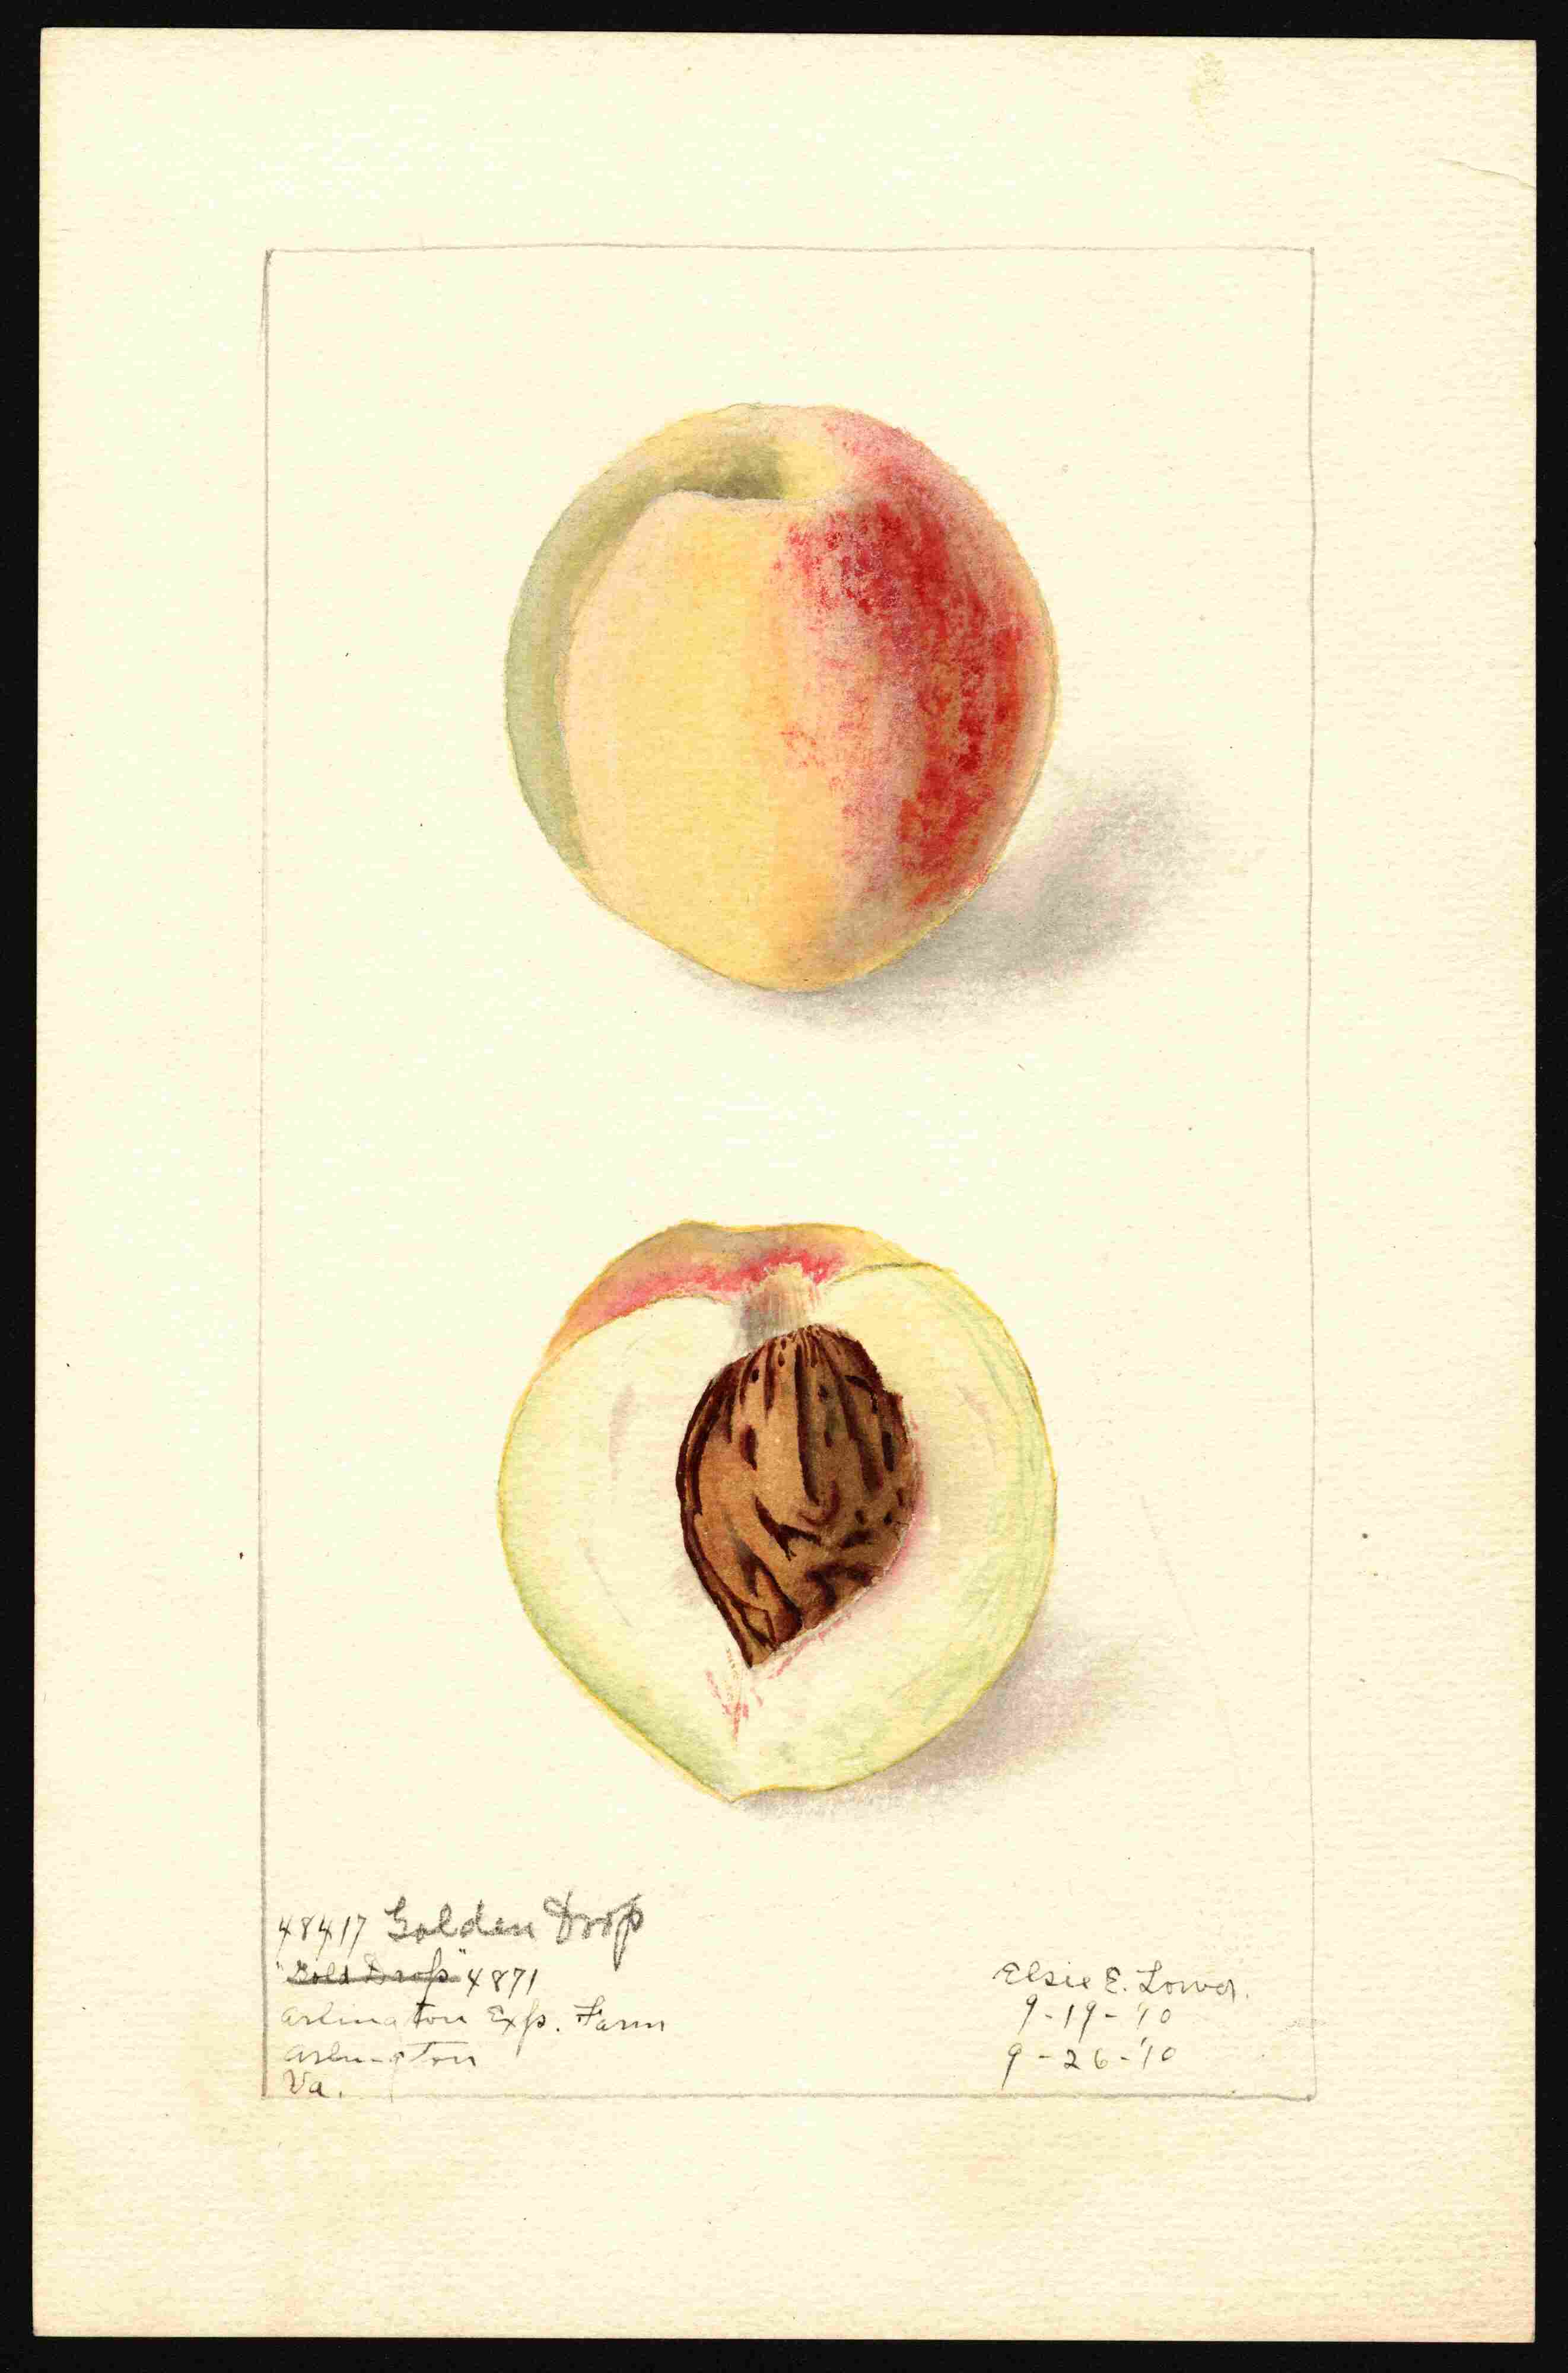 48417 Golden Drop
"Gold Drop" 4871
Arlington Exp. Farm
Arlington
Va.
Elsie E. Lower.
9-19-'10
9-26-'10